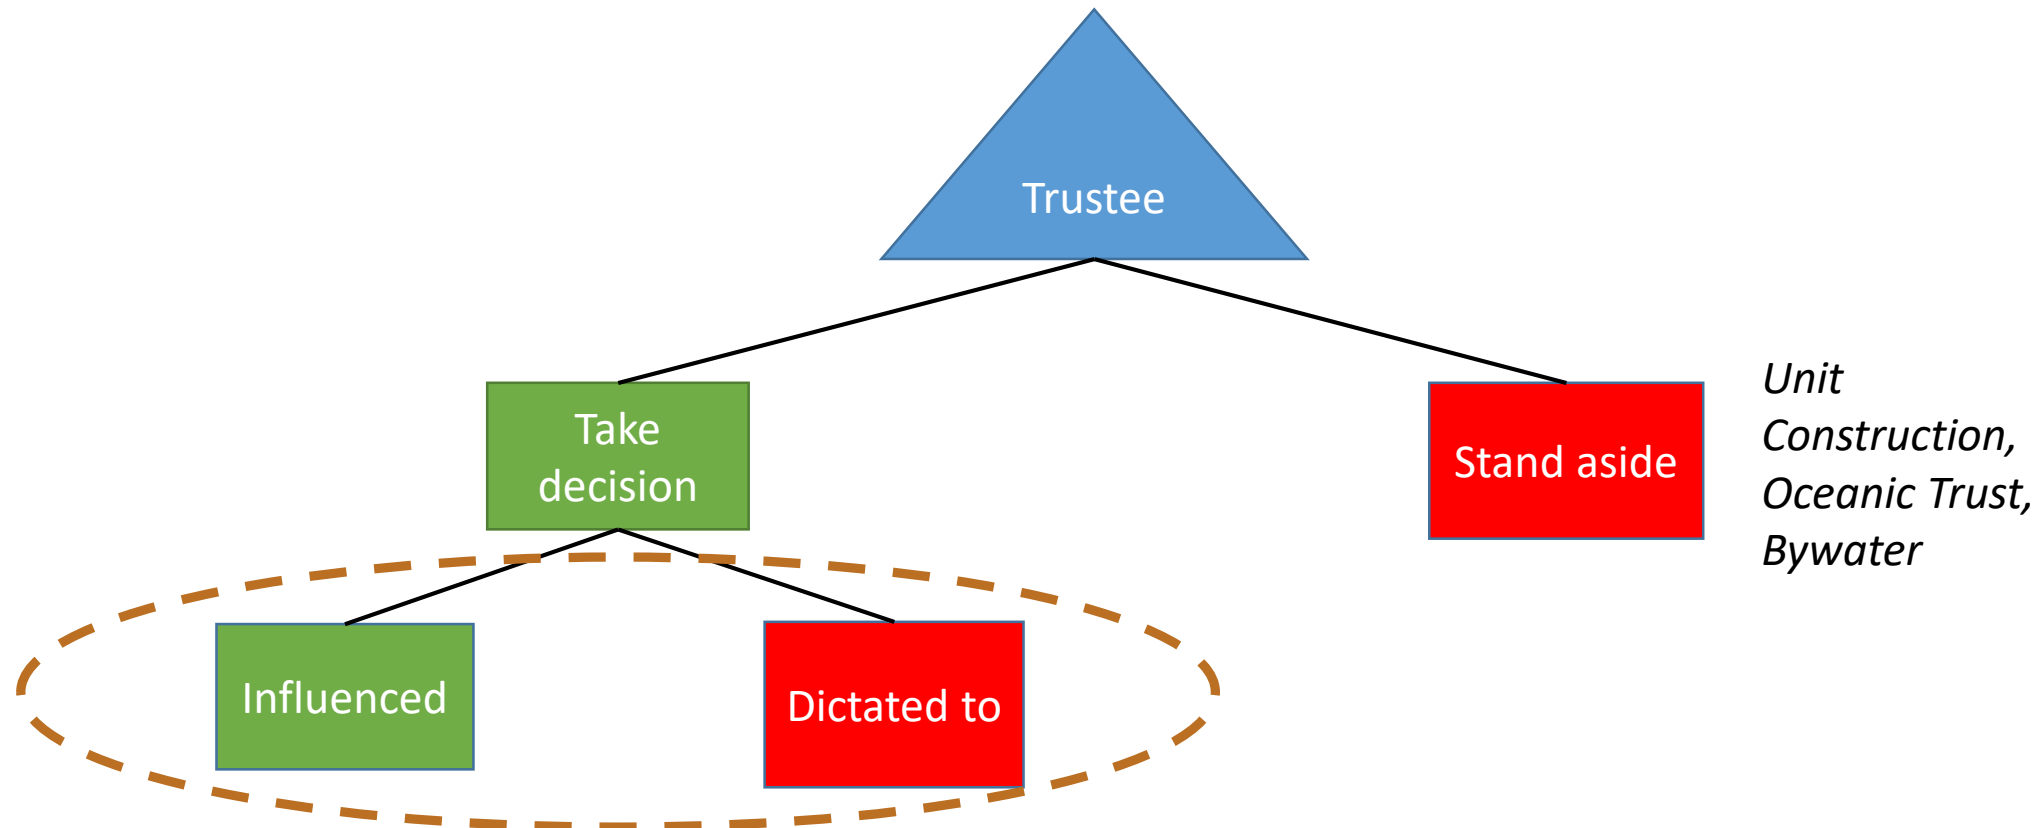 Trustee
Take
decision
Stand aside
Unit
Construction,
Oceanic Trust,
Bywater
Influenced
Dictated to